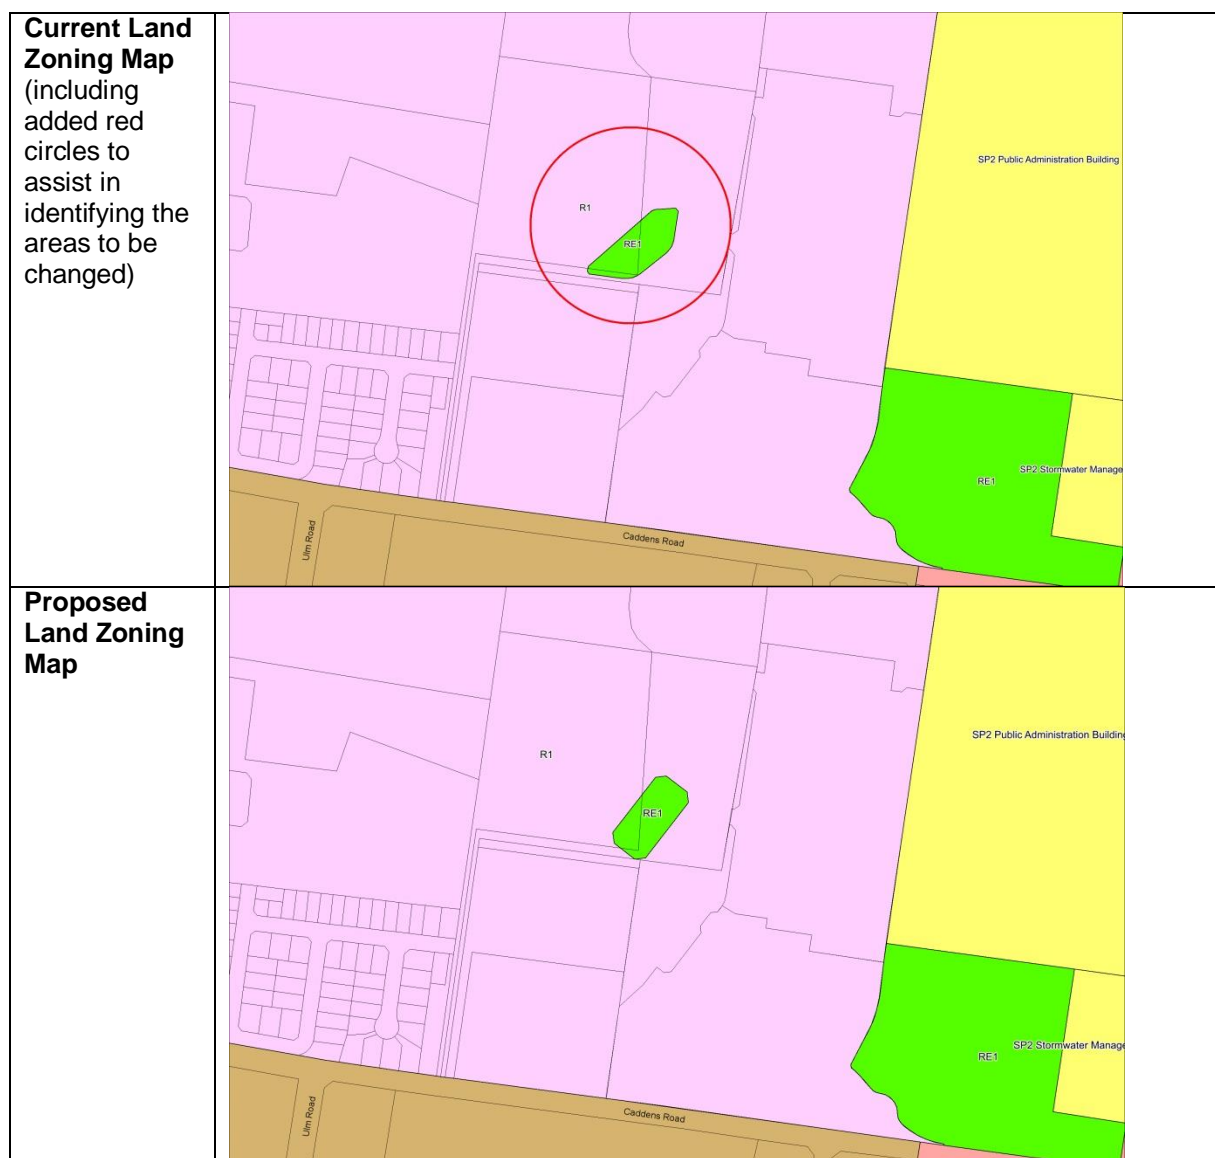 Current Land
Zoning Map
(including
added red
circles to
assist in
identifying the
areas to be
changed)
SP2 Public Administration Building
R1
RE1
SP2 Stormwater Manage
RE1
Ulm Road
Caddens Road
Proposed
Land Zoning
Map
SP2 Public Administration Building
R1
RE1
SP2 Stormwater Manage
RE1
Ulm Road
Caddens Road